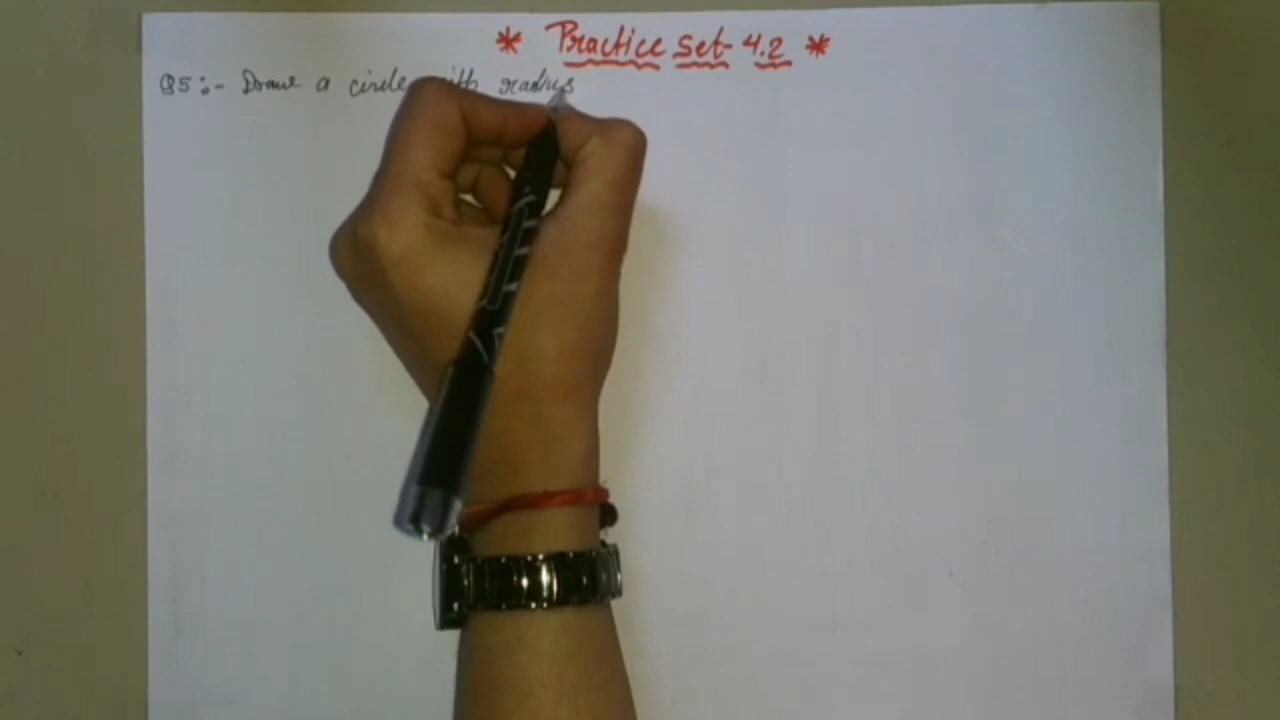 * Practice set- 4.2 *
Q5:- Draw a circle with radius